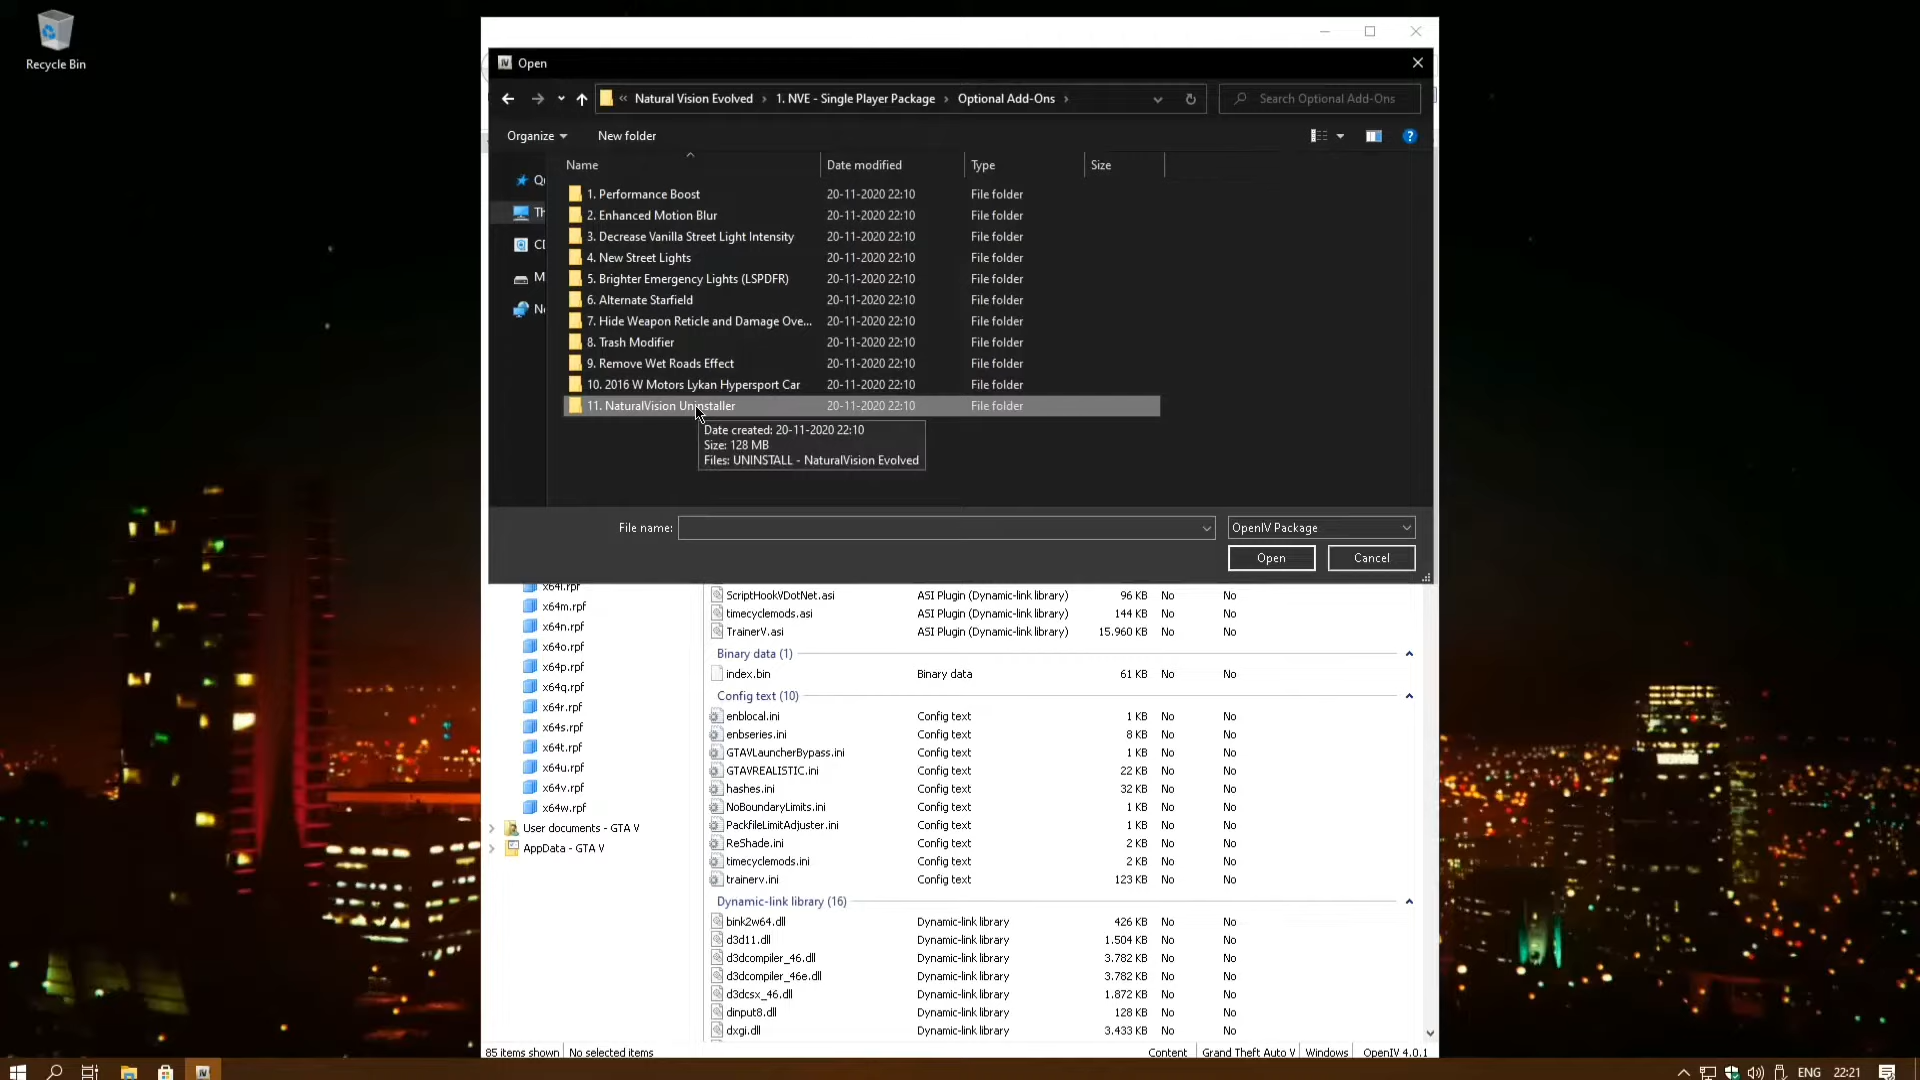 Recycle Bin
Open
« Natural Vision Evolved › 1. NVE - Single Player Package › Optional Add-Ons ›
Search Optional Add-Ons
Organize
New folder
Name Date modified Type Size
1. Performance Boost 20-11-2020 22:10 File folder
2. Enhanced Motion Blur 20-11-2020 22:10 File folder
3. Decrease Vanilla Street Light Intensity 20-11-2020 22:10 File folder
4. New Street Lights 20-11-2020 22:10 File folder
5. Brighter Emergency Lights (LSPDFR) 20-11-2020 22:10 File folder
6. Alternate Starfield 20-11-2020 22:10 File folder
7. Hide Weapon Reticle and Damage Ove... 20-11-2020 22:10 File folder
8. Trash Modifier 20-11-2020 22:10 File folder
9. Remove Wet Roads Effect 20-11-2020 22:10 File folder
10. 2016 W Motors Lykan Hypersport Car 20-11-2020 22:10 File folder
11. NaturalVision Uninstaller 20-11-2020 22:10 File folder
Date created: 20-11-2020 22:10
Size: 128 MB
Files: UNINSTALL - NaturalVision Evolved
File name:
OpenIV Package
Open
Cancel
x64l.rpf
x64m.rpf
x64n.rpf
x64o.rpf
x64p.rpf
x64q.rpf
x64r.rpf
x64s.rpf
x64t.rpf
x64u.rpf
x64v.rpf
x64w.rpf
User documents - GTA V
AppData - GTA V
ScriptHookVDotNet.asi ASI Plugin (Dynamic-link library) 96 KB No No
timecyclemods.asi ASI Plugin (Dynamic-link library) 144 KB No No
TrainerV.asi ASI Plugin (Dynamic-link library) 15.960 KB No No
Binary data (1)
index.bin Binary data 61 KB No No
Config text (10)
enblocal.ini Config text 1 KB No No
enbseries.ini Config text 8 KB No No
GTAVLauncherBypass.ini Config text 1 KB No No
GTAVREALISTIC.ini Config text 22 KB No No
hashes.ini Config text 32 KB No No
NoBoundaryLimits.ini Config text 1 KB No No
PackfileLimitAdjuster.ini Config text 1 KB No No
ReShade.ini Config text 2 KB No No
timecyclemods.ini Config text 2 KB No No
trainerv.ini Config text 123 KB No No
Dynamic-link library (16)
bink2w64.dll Dynamic-link library 426 KB No No
d3d11.dll Dynamic-link library 1.504 KB No No
d3dcompiler_46.dll Dynamic-link library 3.782 KB No No
d3dcompiler_46e.dll Dynamic-link library 3.782 KB No No
d3dcsx_46.dll Dynamic-link library 1.872 KB No No
dinput8.dll Dynamic-link library 128 KB No No
dxgi.dll Dynamic-link library 3.433 KB No No
85 items shown No selected items Content Grand Theft Auto V Windows OpenIV 4.0.1
ENG 22:21